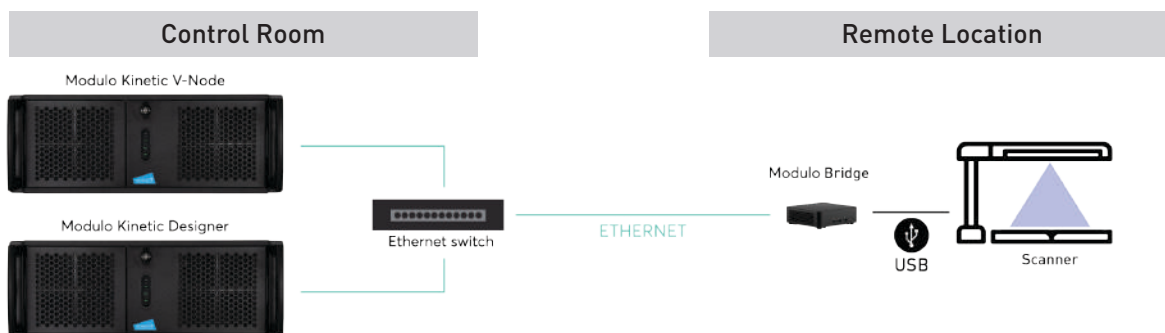 Control Room
Remote Location
Modulo Kinetic V-Node
Modulo Bridge
Modulo Kinetic Designer
Ethernet switch
ETHERNET
USB
Scanner